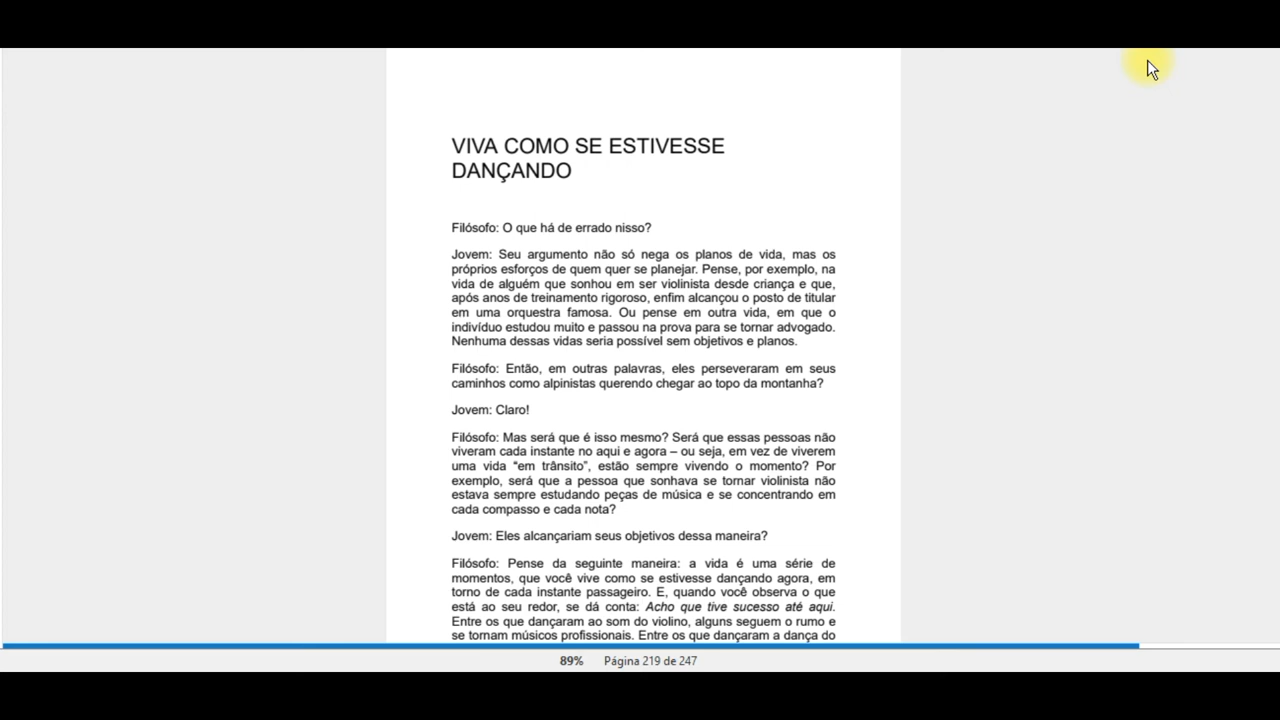 VIVA COMO SE ESTIVESSE
DANÇANDO
Filósofo: O que há de errado nisso?
Jovem: Seu argumento não só nega os planos de vida, mas os
próprios esforços de quem quer se planejar. Pense, por exemplo, na
vida de alguém que sonhou em ser violinista desde criança e que,
após anos de treinamento rigoroso, enfim alcançou o posto de titular
em uma orquestra famosa. Ou pense em outra vida, em que o
indivíduo estudou muito e passou na prova para se tornar advogado.
Nenhuma dessas vidas seria possível sem objetivos e planos.
Filósofo: Então, em outras palavras, eles perseveraram em seus
caminhos como alpinistas querendo chegar ao topo da montanha?
Jovem: Claro!
Filósofo: Mas será que é isso mesmo? Será que essas pessoas não
viveram cada instante no aqui e agora – ou seja, em vez de viverem
uma vida “em trânsito”, estão sempre vivendo o momento? Por
exemplo, será que a pessoa que sonhava se tornar violinista não
estava sempre estudando peças de música e se concentrando em
cada compasso e cada nota?
Jovem: Eles alcançariam seus objetivos dessa maneira?
Filósofo: Pense da seguinte maneira: a vida é uma série de
momentos, que você vive como se estivesse dançando agora, em
torno de cada instante passageiro. E, quando você observa o que
está ao seu redor, se dá conta: Acho que tive sucesso até aqui.
Entre os que dançaram ao som do violino, alguns seguem o rumo e
se tornam músicos profissionais. Entre os que dançaram a dança do
89% Página 219 de 247